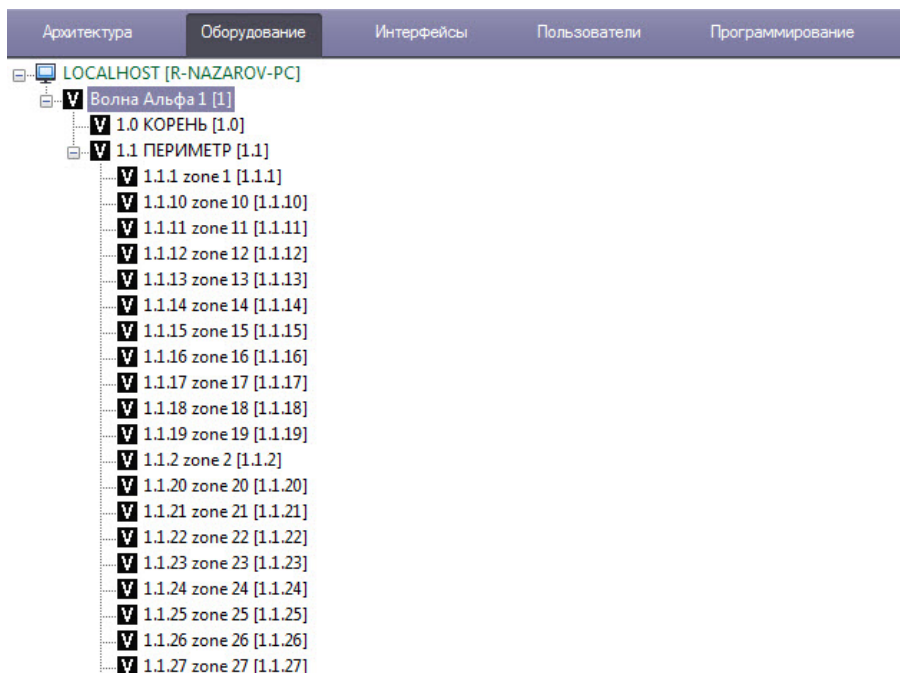 Архитектура Оборудование Интерфейсы Пользователи Программирование
LOCALHOST [R-NAZAROV-PC]
Волна Альфа 1 [1]
1.0 КОРЕНЬ [1.0]
1.1 ПЕРИМЕТР [1.1]
1.1.1 zone 1 [1.1.1]
1.1.10 zone 10 [1.1.10]
1.1.11 zone 11 [1.1.11]
1.1.12 zone 12 [1.1.12]
1.1.13 zone 13 [1.1.13]
1.1.14 zone 14 [1.1.14]
1.1.15 zone 15 [1.1.15]
1.1.16 zone 16 [1.1.16]
1.1.17 zone 17 [1.1.17]
1.1.18 zone 18 [1.1.18]
1.1.19 zone 19 [1.1.19]
1.1.2 zone 2 [1.1.2]
1.1.20 zone 20 [1.1.20]
1.1.21 zone 21 [1.1.21]
1.1.22 zone 22 [1.1.22]
1.1.23 zone 23 [1.1.23]
1.1.24 zone 24 [1.1.24]
1.1.25 zone 25 [1.1.25]
1.1.26 zone 26 [1.1.26]
1.1.27 zone 27 [1.1.27]